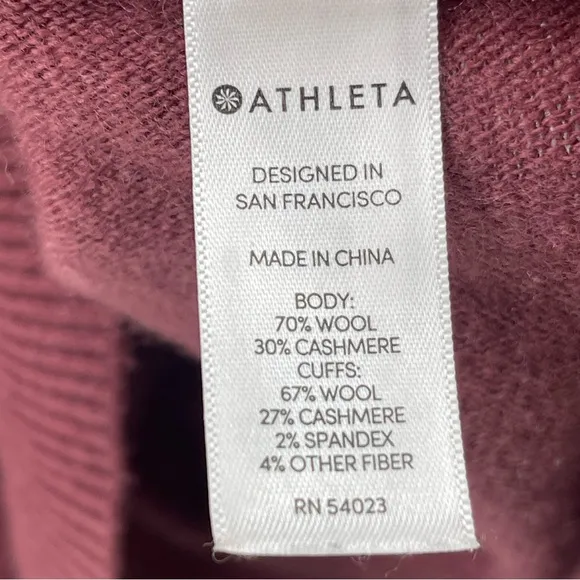 ATHLETA
DESIGNED IN
SAN FRANCISCO
MADE IN CHINA
BODY:
70% WOOL
30% CASHMERE
CUFFS:
67% WOOL
27% CASHMERE
2% SPANDEX
4% OTHER FIBER
RN 54023